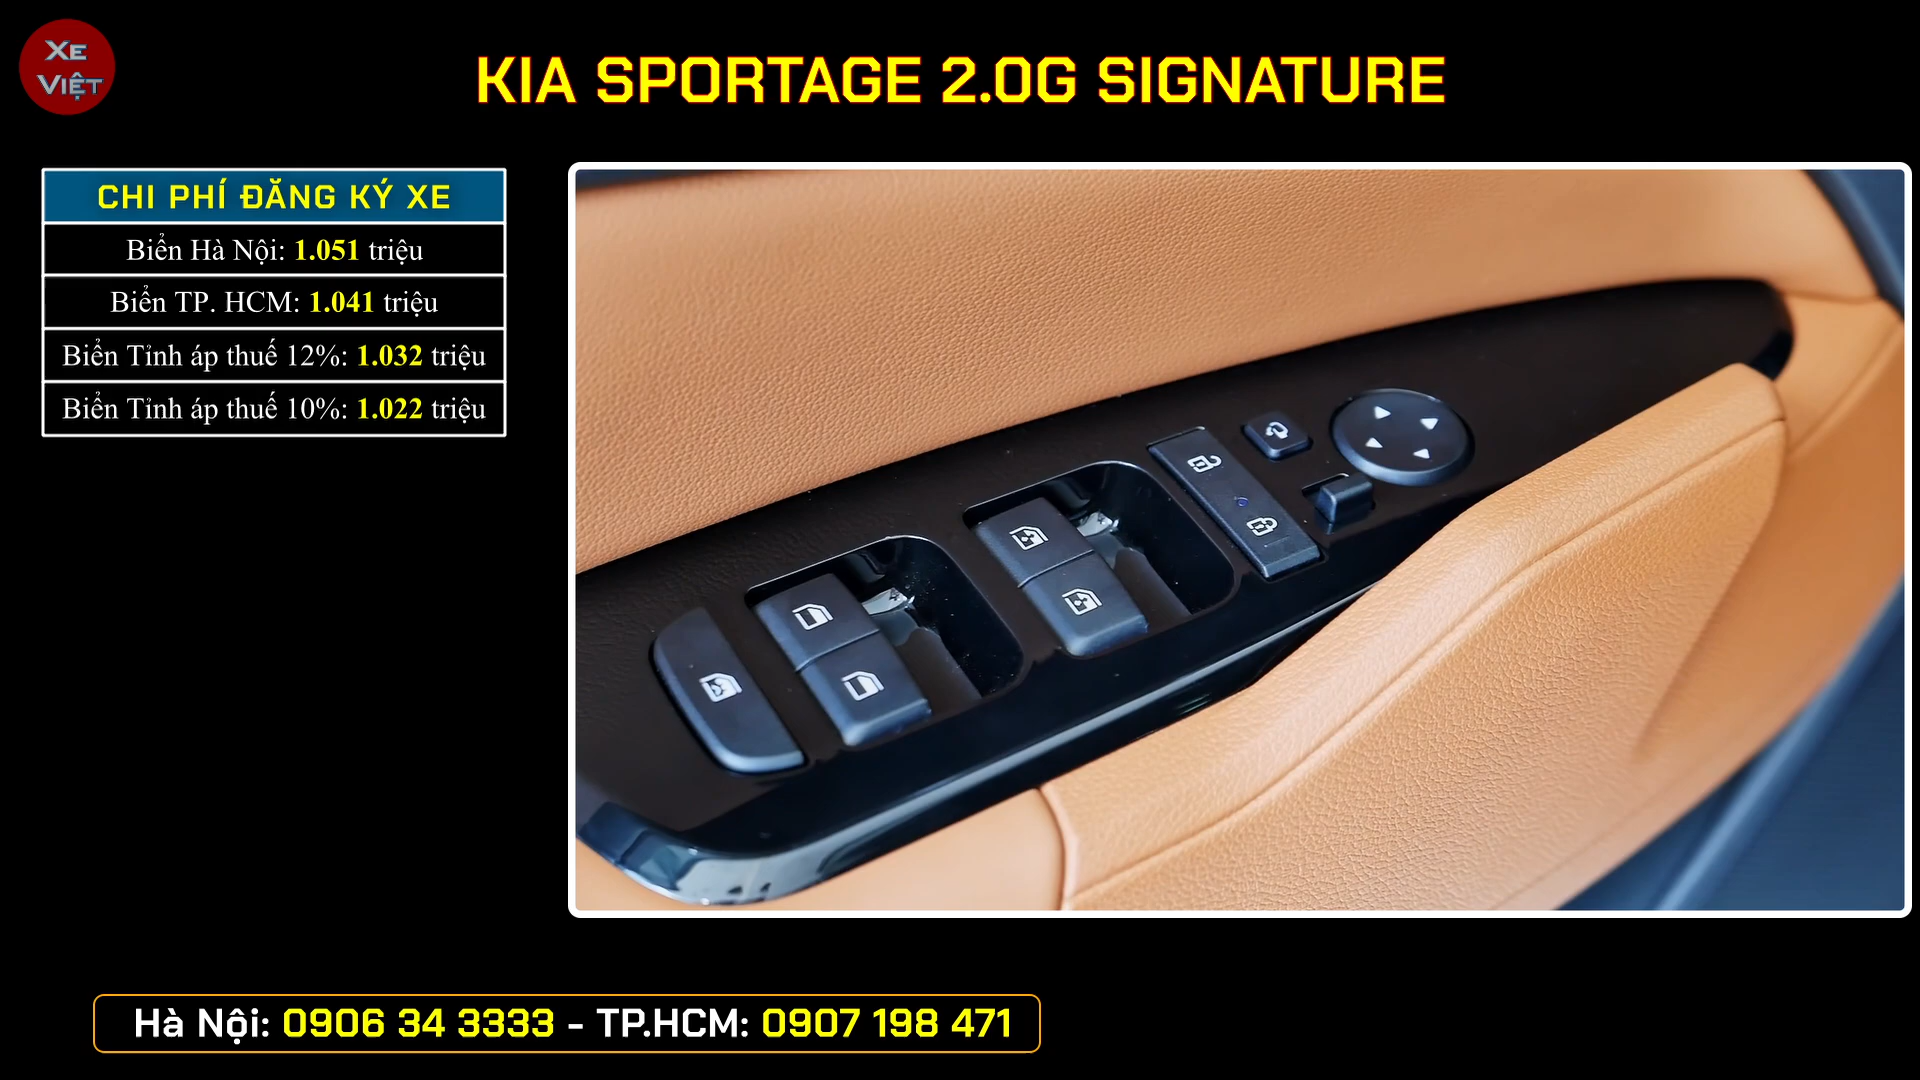 XE
VIỆT
KIA SPORTAGE 2.0G SIGNATURE
CHI PHÍ ĐĂNG KÝ XE
Biển Hà Nội: 1.051 triệu
Biển TP. HCM: 1.041 triệu
Biển Tỉnh áp thuế 12%: 1.032 triệu
Biển Tỉnh áp thuế 10%: 1.022 triệu
Hà Nội: 0906 34 3333 - TP.HCM: 0907 198 471